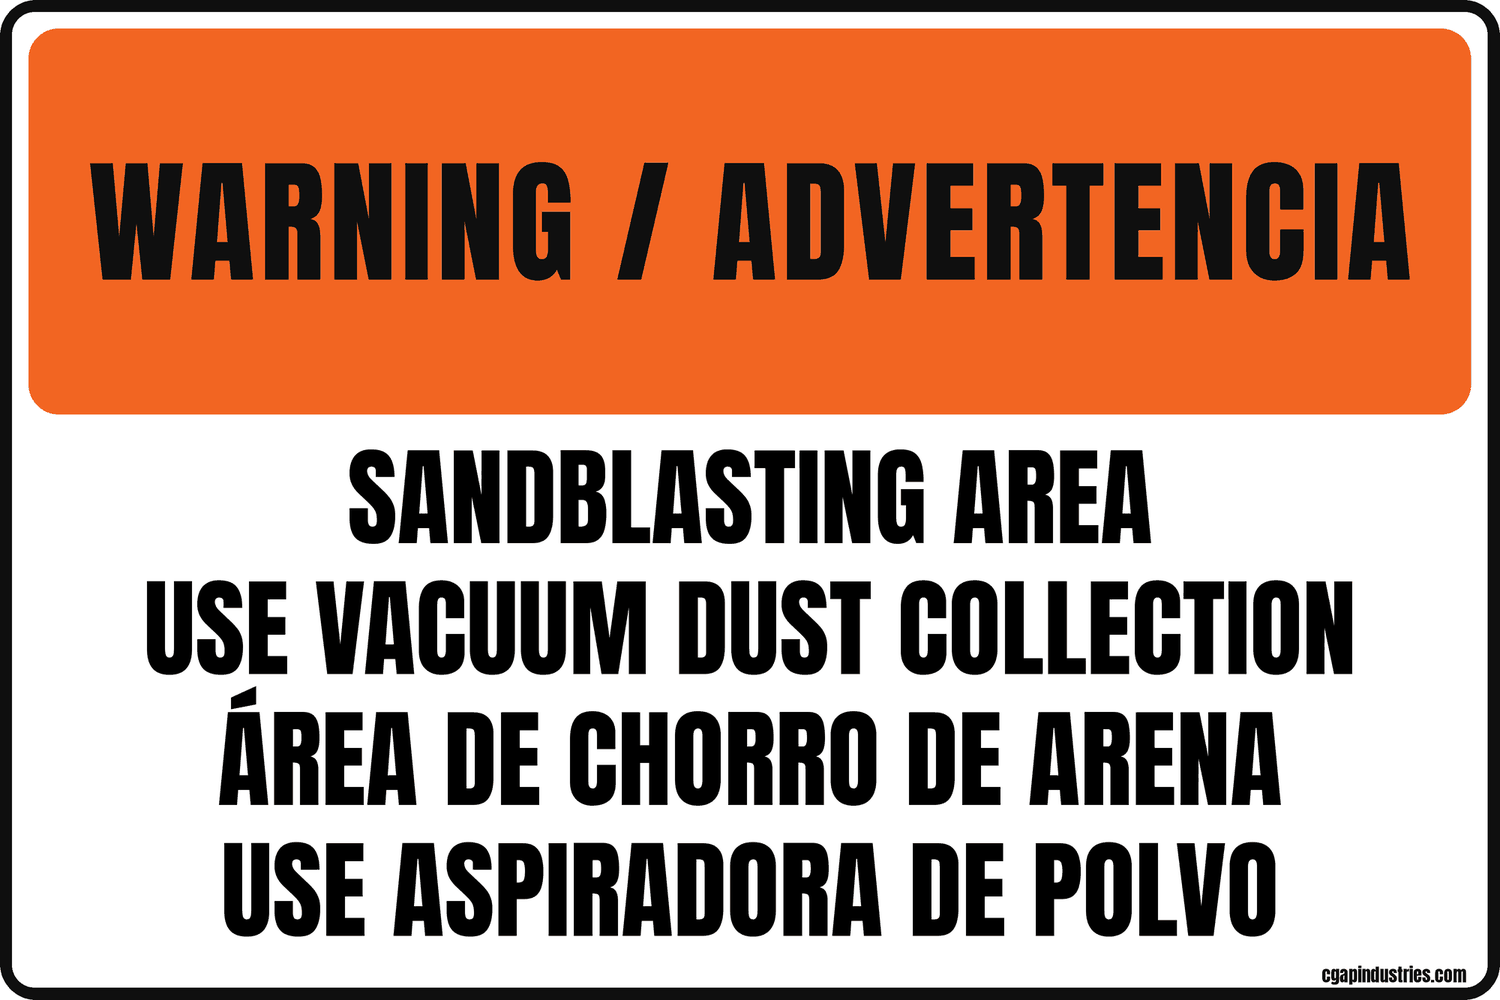 WARNING / ADVERTENCIA
SANDBLASTING AREA
USE VACUUM DUST COLLECTION
ÁREA DE CHORRO DE ARENA
USE ASPIRADORA DE POLVO
cgapindustries.com